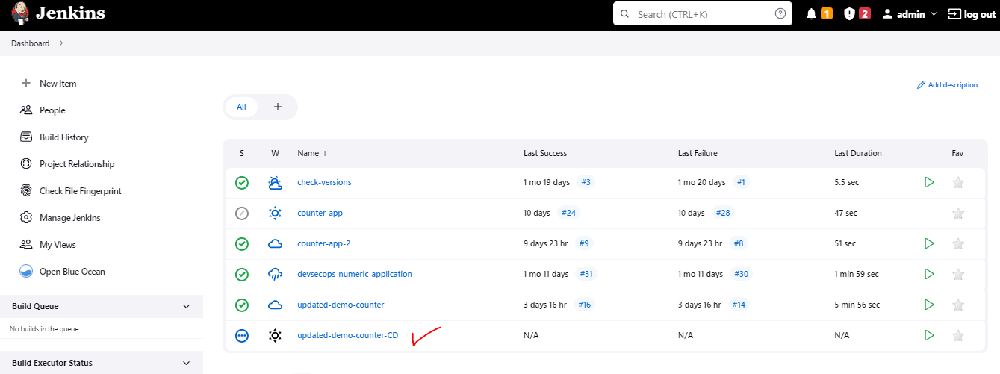 Jenkins
Search (CTRL+K)
1
2
admin
log out
Dashboard
New Item
People
Build History
Project Relationship
Check File Fingerprint
Manage Jenkins
My Views
Open Blue Ocean
Build Queue
No builds in the queue.
Build Executor Status
Add description
All +
S W Name ↓ Last Success Last Failure Last Duration Fav
check-versions 1 mo 19 days #3 1 mo 20 days #1 5.5 sec
counter-app 10 days #24 10 days #28 47 sec
counter-app-2 9 days 23 hr #9 9 days 23 hr #8 51 sec
devsecops-numeric-application 1 mo 11 days #31 1 mo 11 days #30 1 min 59 sec
updated-demo-counter 3 days 16 hr #16 3 days 16 hr #14 5 min 56 sec
updated-demo-counter-CD N/A N/A N/A